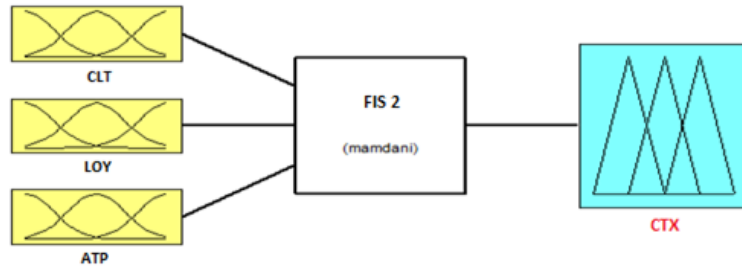 CLT
LOY
ATP
FIS 2
(mamdani)
CTX